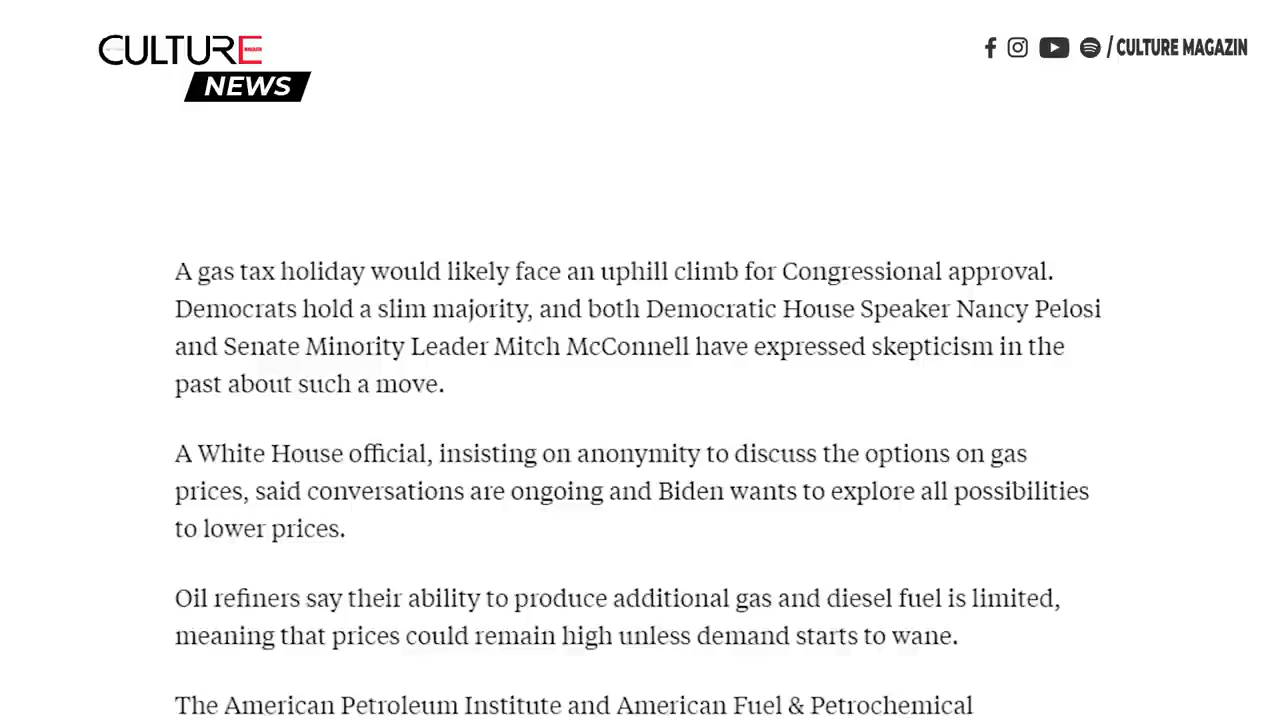 CULTURE
NEWS
/ CULTURE MAGAZIN
A gas tax holiday would likely face an uphill climb for Congressional approval.
Democrats hold a slim majority, and both Democratic House Speaker Nancy Pelosi
and Senate Minority Leader Mitch McConnell have expressed skepticism in the
past about such a move.
A White House official, insisting on anonymity to discuss the options on gas
prices, said conversations are ongoing and Biden wants to explore all possibilities
to lower prices.
Oil refiners say their ability to produce additional gas and diesel fuel is limited,
meaning that prices could remain high unless demand starts to wane.
The American Petroleum Institute and American Fuel & Petrochemical